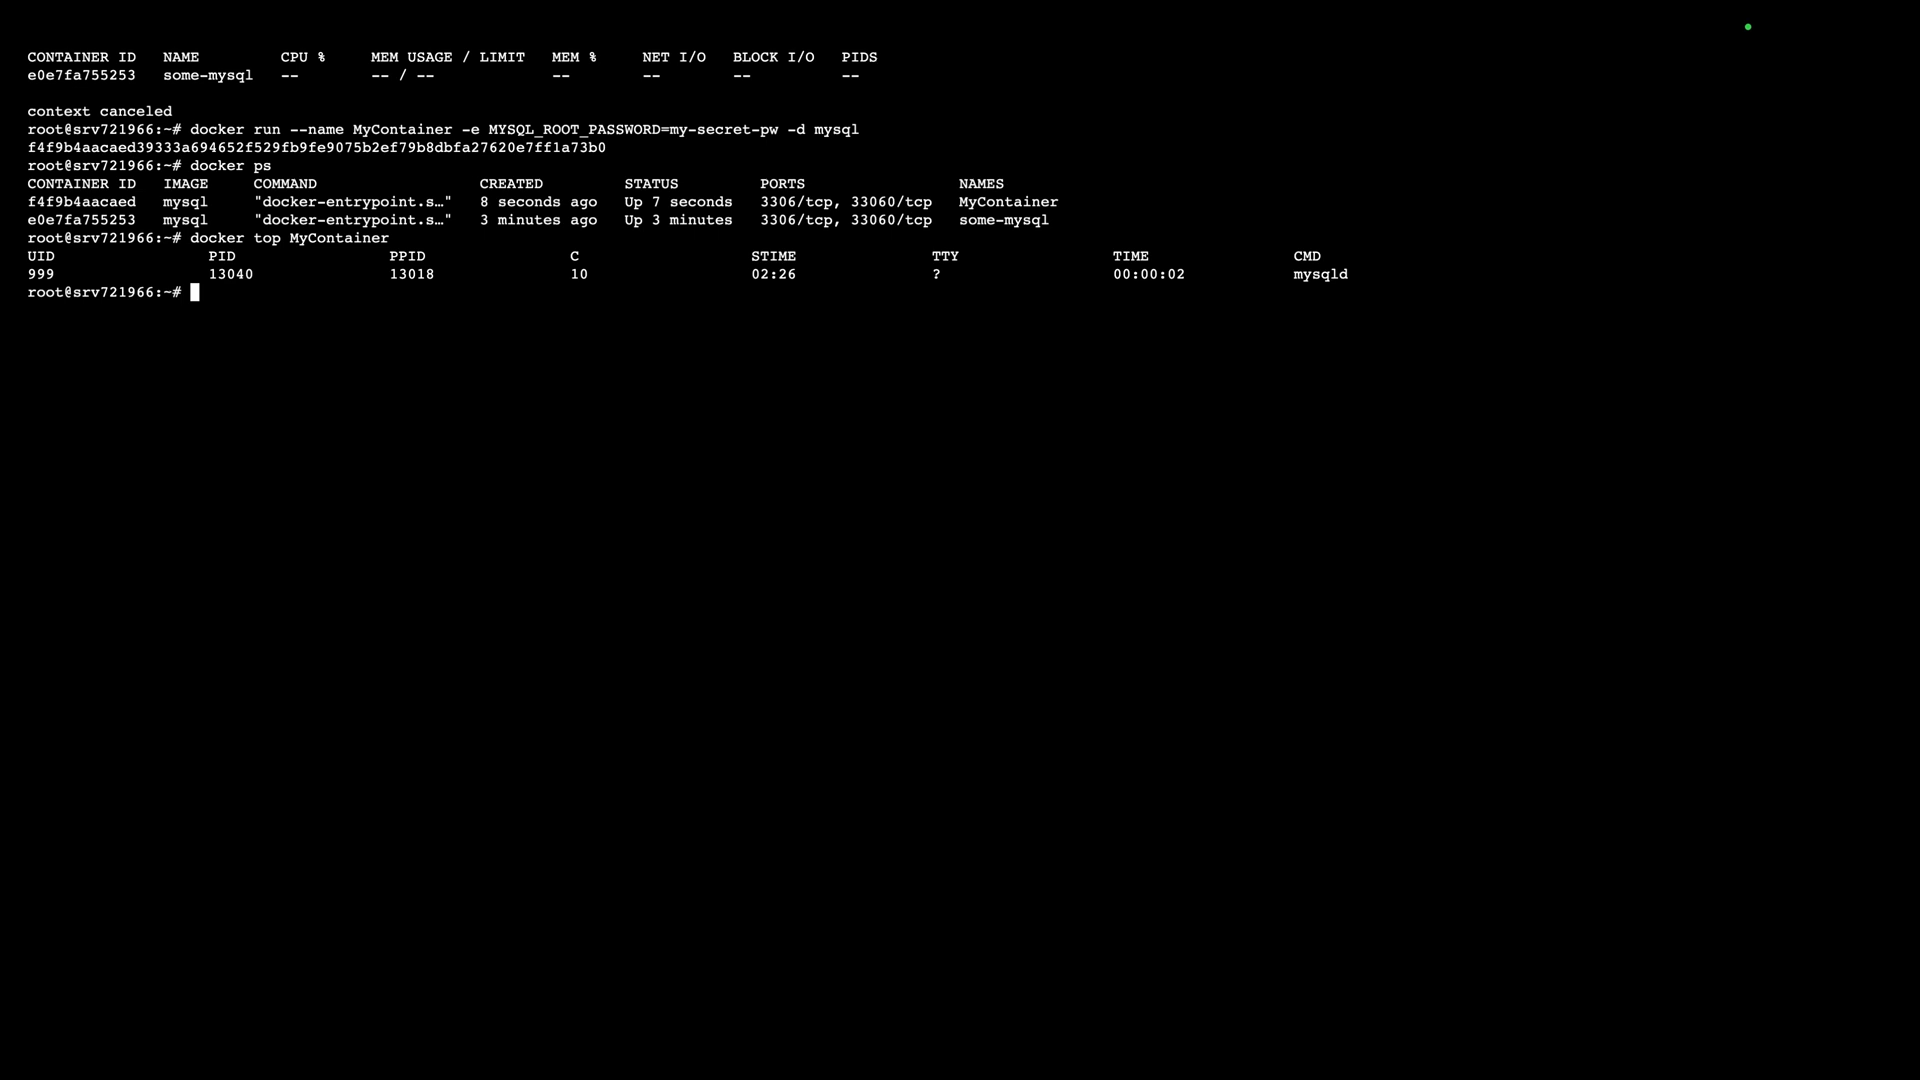 CONTAINER ID   NAME         CPU %     MEM USAGE / LIMIT   MEM %     NET I/O   BLOCK I/O   PIDS
e0e7fa755253   some-mysql   --        -- / --             --        --        --          --
context canceled
root@srv721966:~# docker run --name MyContainer -e MYSQL_ROOT_PASSWORD=my-secret-pw -d mysql
f4f9b4aacaed39333a694652f529fb9fe9075b2ef79b8dbfa27620e7ff1a73b0
root@srv721966:~# docker ps
CONTAINER ID   IMAGE     COMMAND                  CREATED         STATUS         PORTS                 NAMES
f4f9b4aacaed   mysql     "docker-entrypoint.s…"   8 seconds ago   Up 7 seconds   3306/tcp, 33060/tcp   MyContainer
e0e7fa755253   mysql     "docker-entrypoint.s…"   3 minutes ago   Up 3 minutes   3306/tcp, 33060/tcp   some-mysql
root@srv721966:~# docker top MyContainer
UID                 PID                 PPID                C                   STIME               TTY                 TIME                CMD
999                 13040               13018               10                  02:26               ?                   00:00:02            mysqld
root@srv721966:~#